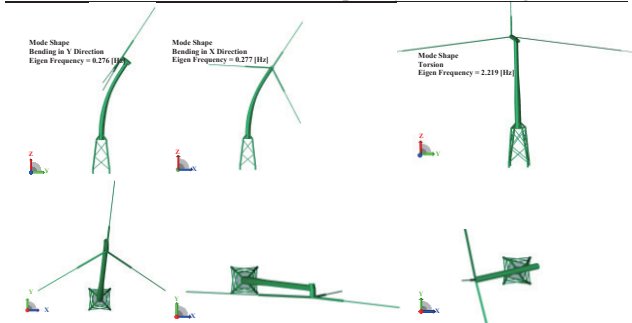 Mode Shape
Bending in Y Direction
Eigen Frequency = 0.276 [Hz]
Mode Shape
Bending in X Direction
Eigen Frequency = 0.277 [Hz]
Mode Shape
Torsion
Eigen Frequency = 2.219 [Hz]
Z
Y
Z
X
Z
Y
Y
X
Y
X
Y
X